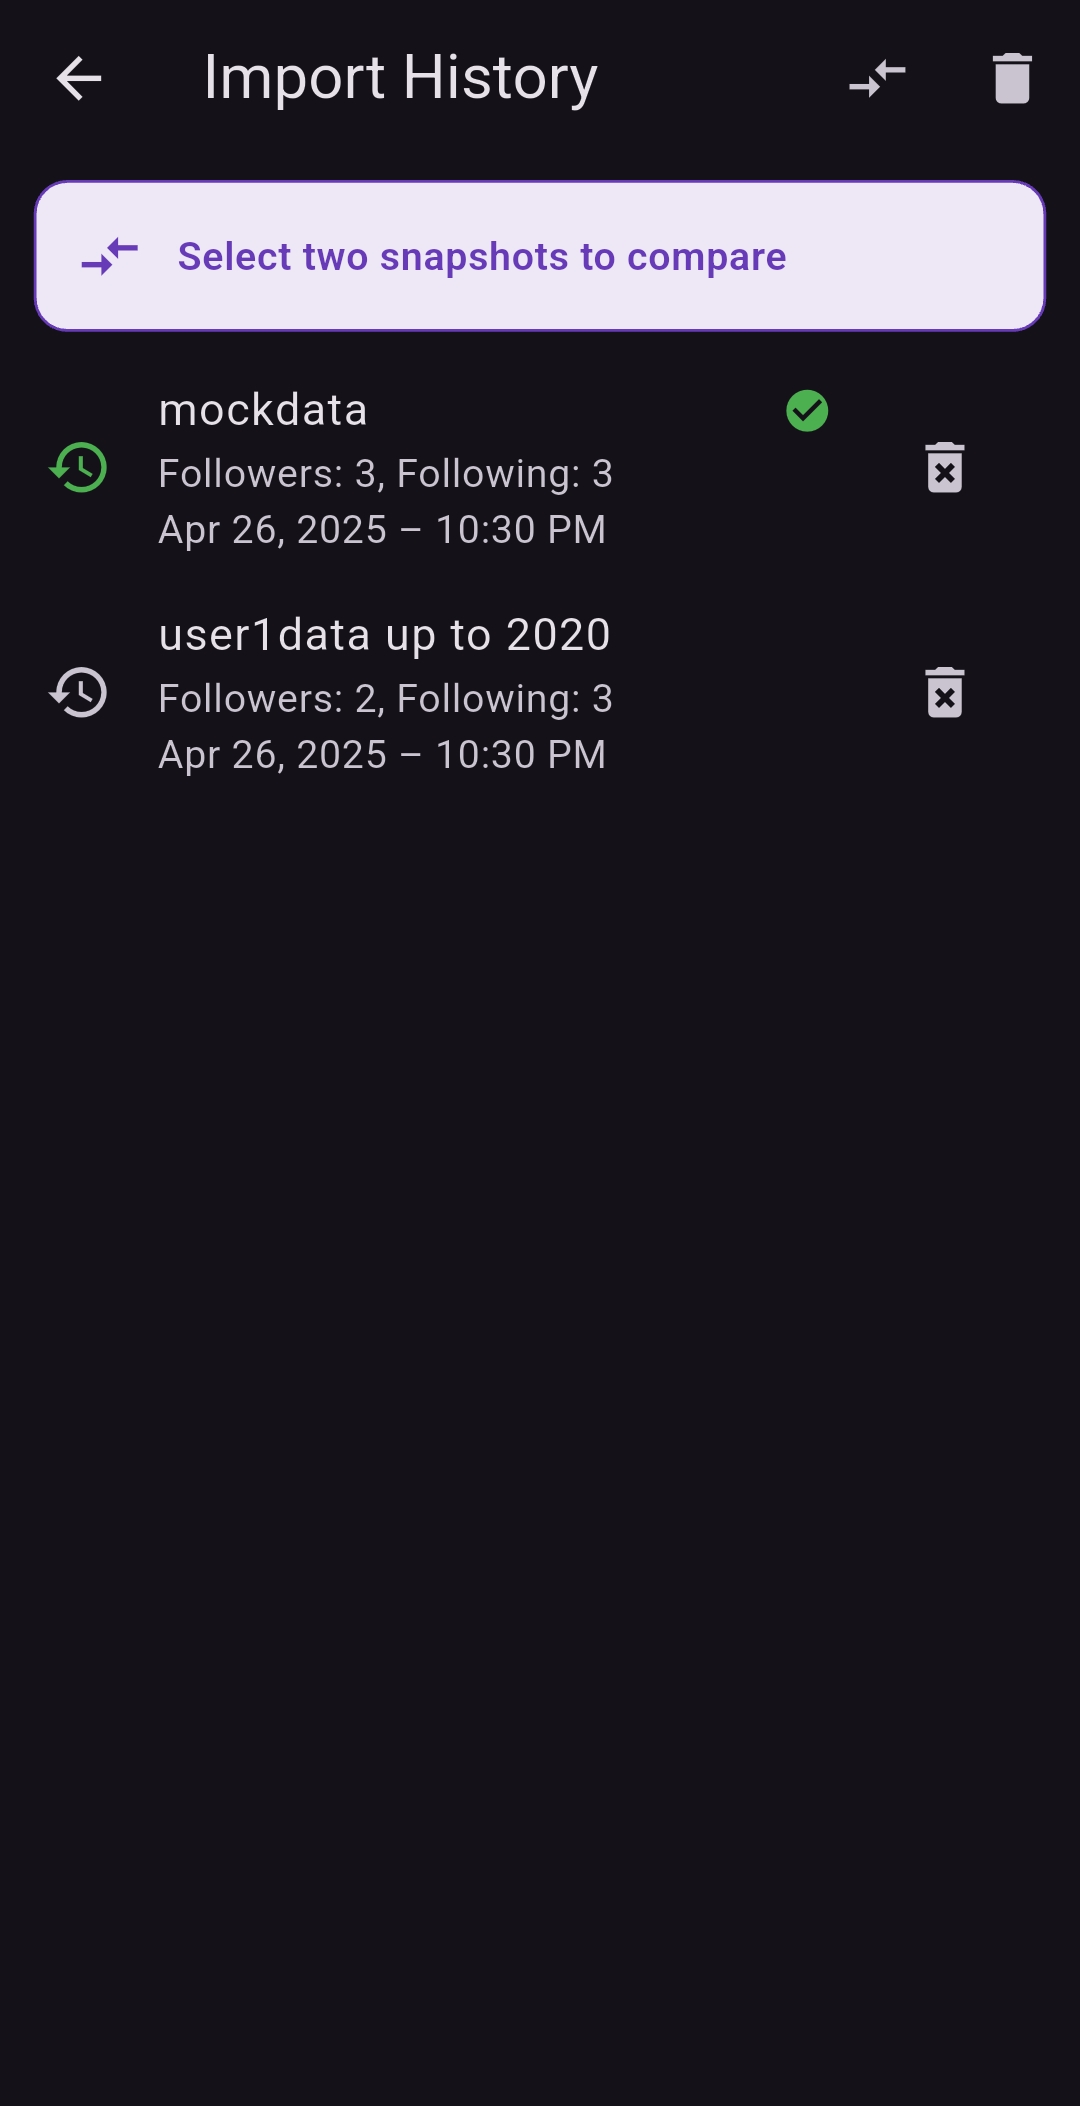 Import History
Select two snapshots to compare
mockdata
Followers: 3, Following: 3
Apr 26, 2025 – 10:30 PM
user1data up to 2020
Followers: 2, Following: 3
Apr 26, 2025 – 10:30 PM